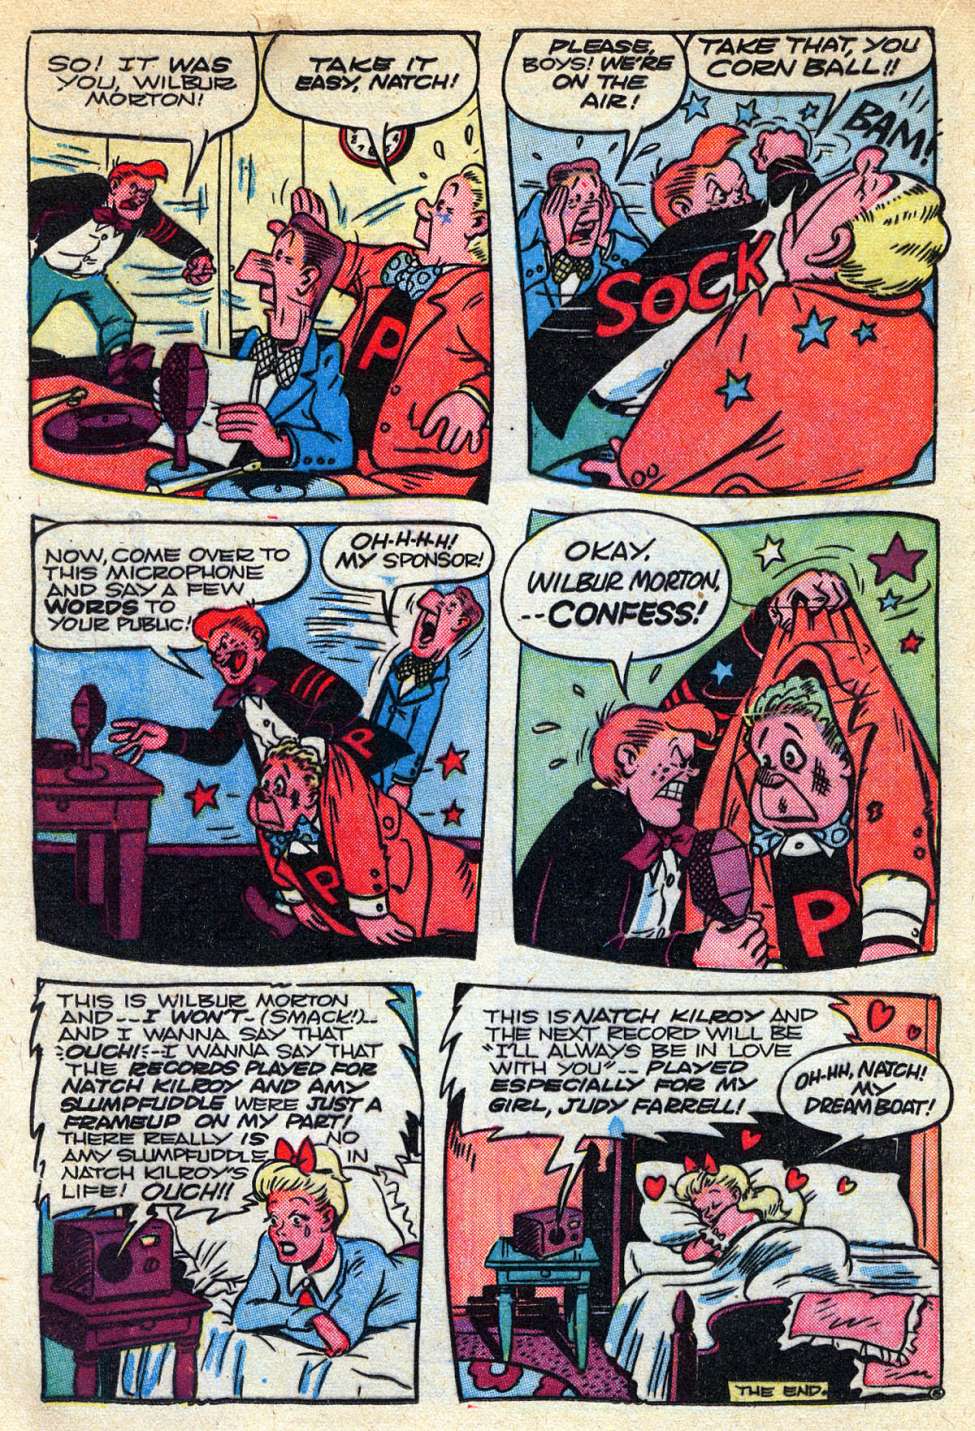 SO! IT WAS
YOU, WILBUR
MORTON!
TAKE IT
EASY, NATCH!
P
PLEASE,
BOYS! WE'RE
ON THE
AIR!
TAKE THAT, YOU
CORN BALL!!
BAM!
SOCK
NOW, COME OVER TO
THIS MICROPHONE
AND SAY A FEW
WORDS TO
YOUR PUBLIC!
OH-H-H-H!
MY SPONSOR!
P
P
OKAY,
WILBUR MORTON,
--CONFESS!
P
THIS IS WILBUR MORTON
AND--I WON'T-(SMACK!)--
AND I WANNA SAY THAT
OUCH!--I WANNA SAY THAT
THE RECORDS PLAYED FOR
NATCH KILROY AND AMY
SLUMPFUDDLE WERE JUST A
FRAMEUP ON MY PART!
THERE REALLY IS NO
AMY SLUMPFUDDLE IN
NATCH KILROY'S
LIFE! OUCH!!
THIS IS NATCH KILROY AND
THE NEXT RECORD WILL BE
"I'LL ALWAYS BE IN LOVE
WITH YOU"-- PLAYED
ESPECIALLY FOR MY
GIRL, JUDY FARRELL!
OH-HH, NATCH!
MY
DREAMBOAT!
THE END.